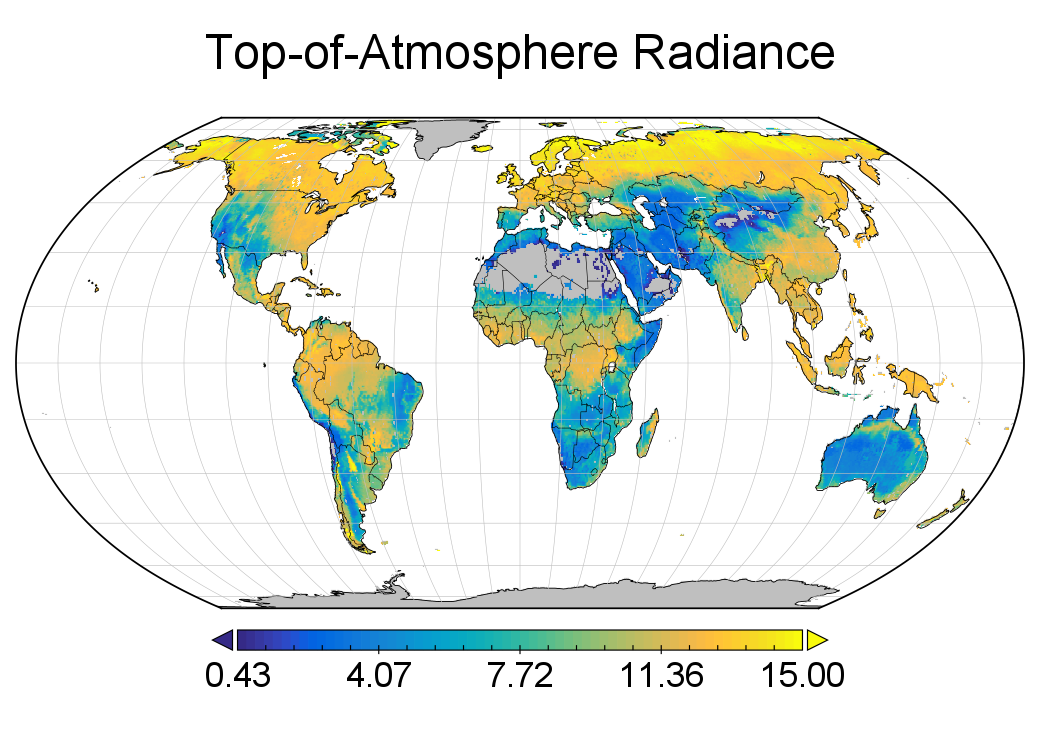 Top-of-Atmosphere Radiance
0.43 4.07 7.72 11.36 15.00